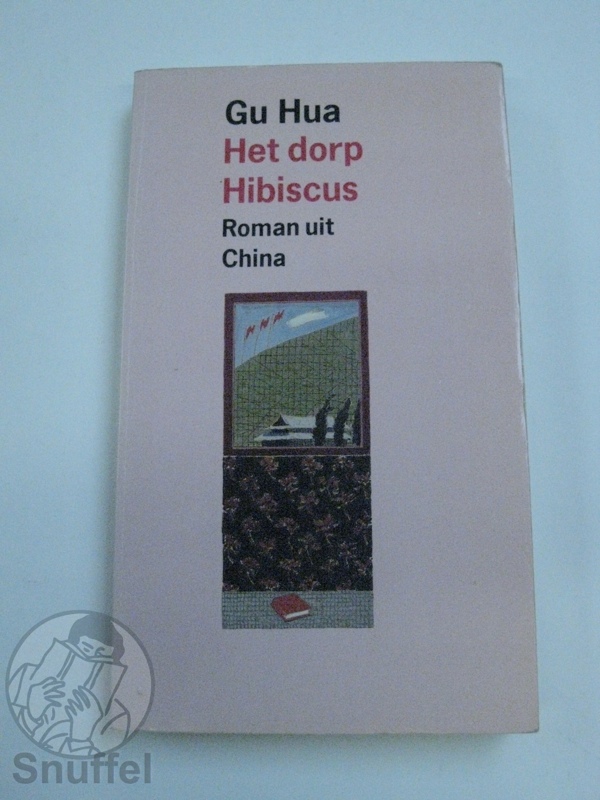 Gu Hua
Het dorp
Hibiscus
Roman uit
China
Snuffel